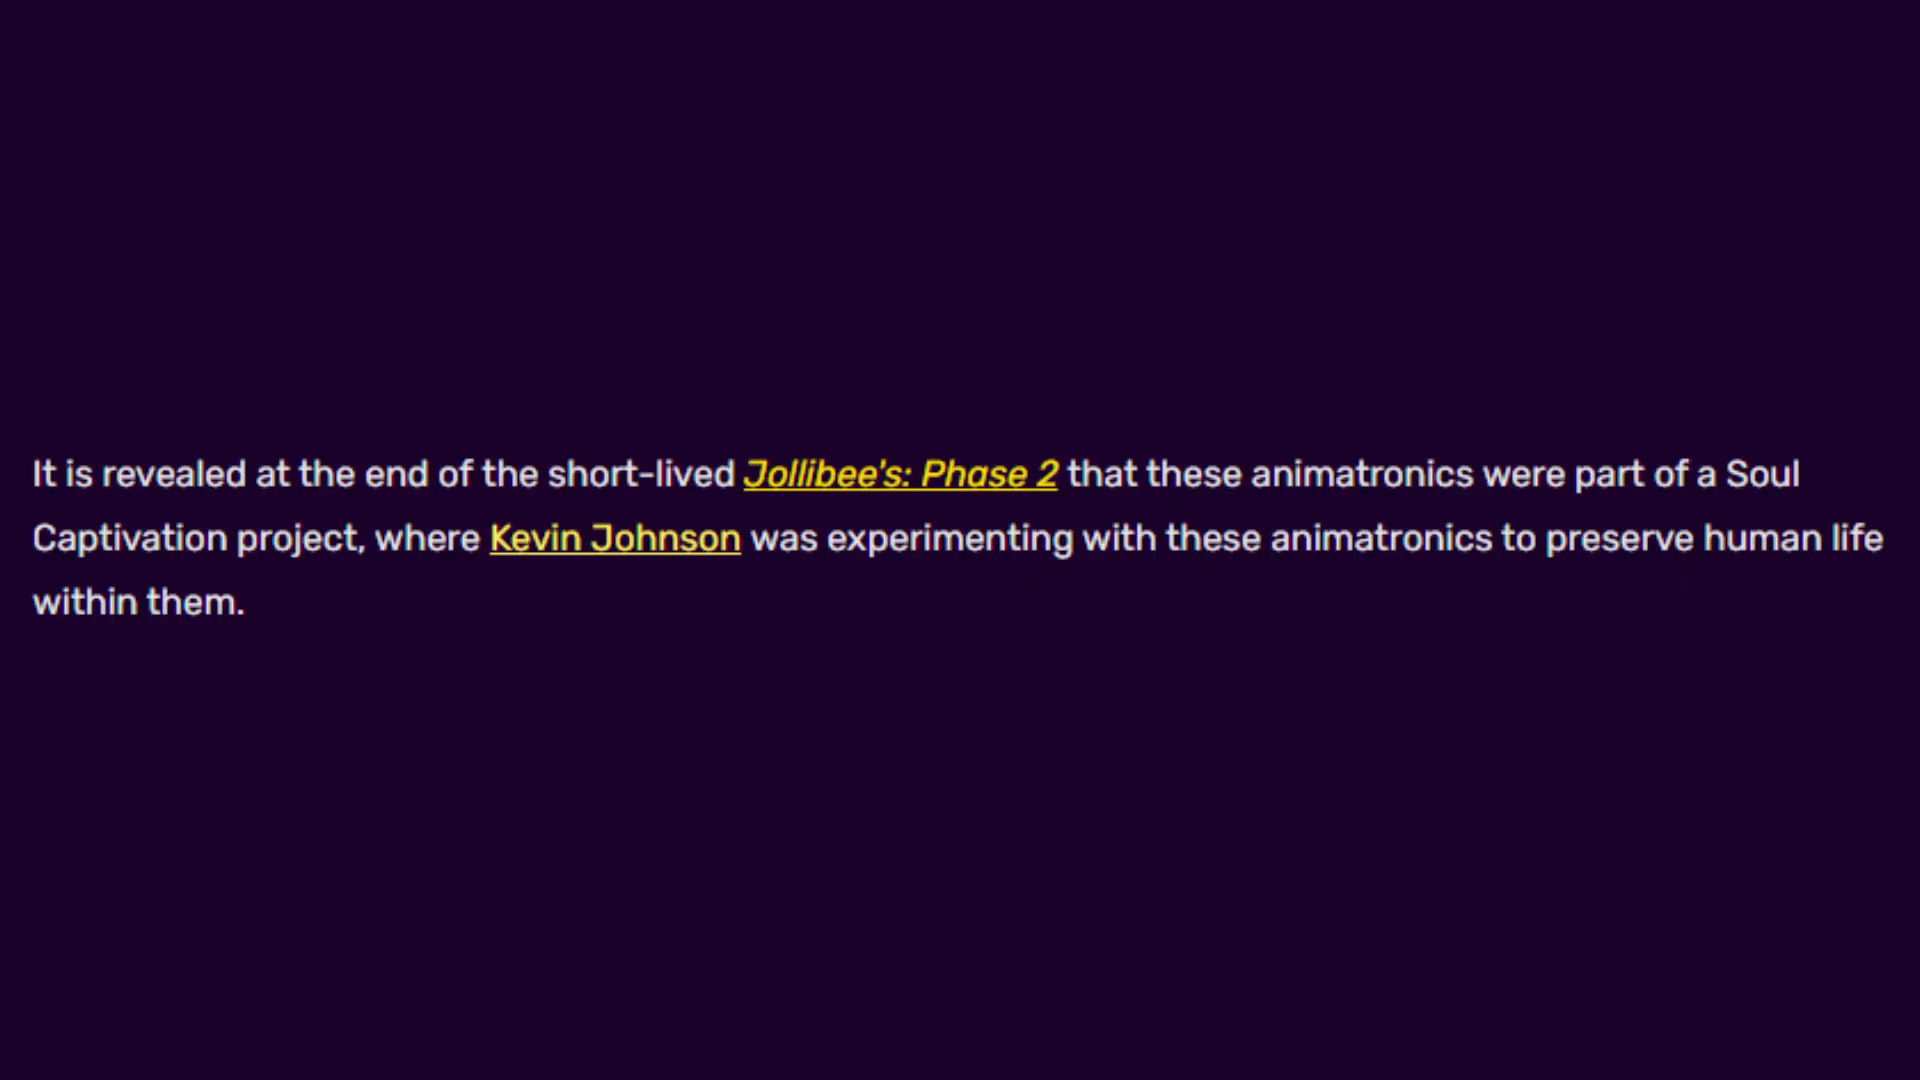 It is revealed at the end of the short-lived Jollibee's: Phase 2 that these animatronics were part of a Soul
Captivation project, where Kevin Johnson was experimenting with these animatronics to preserve human life
within them.